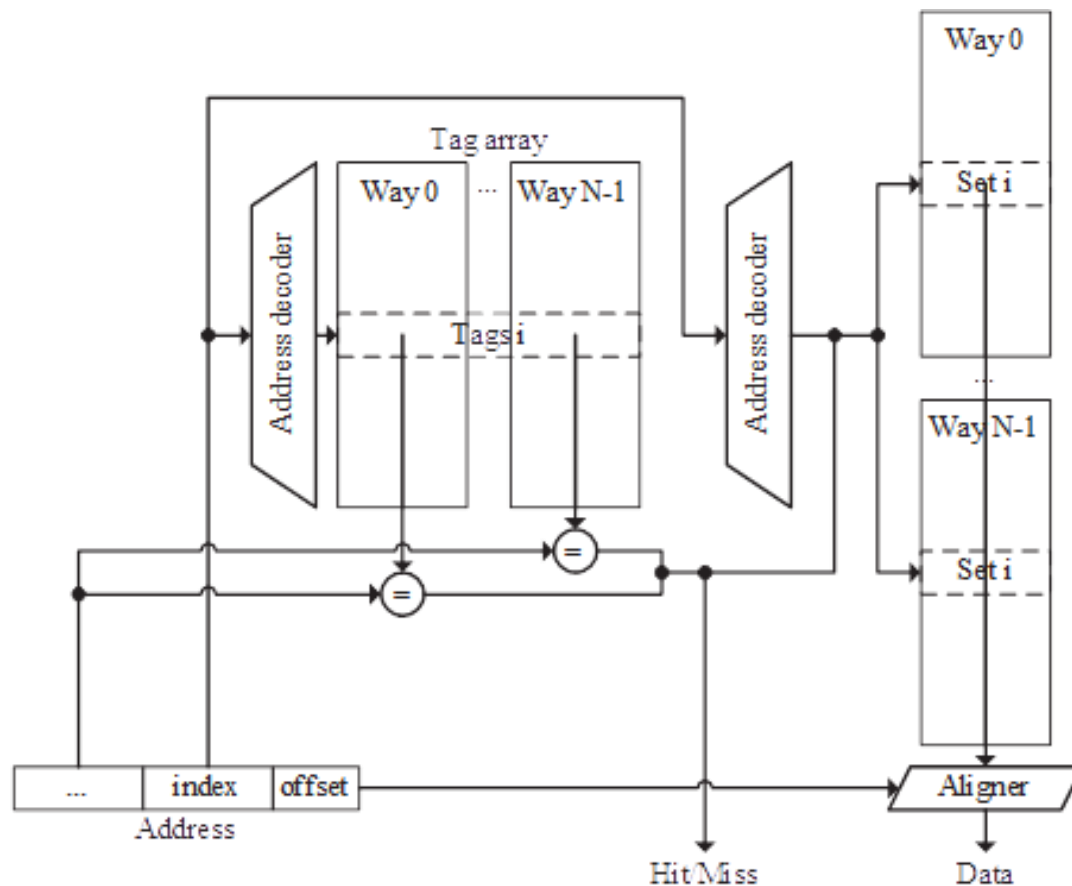 Way 0
Tag array
Way 0
...
Way N-1
Set i
Address decoder
Address decoder
Tags i
...
Way N-1
=
=
Set i
...
index
offset
Aligner
Address
Hit/Miss
Data